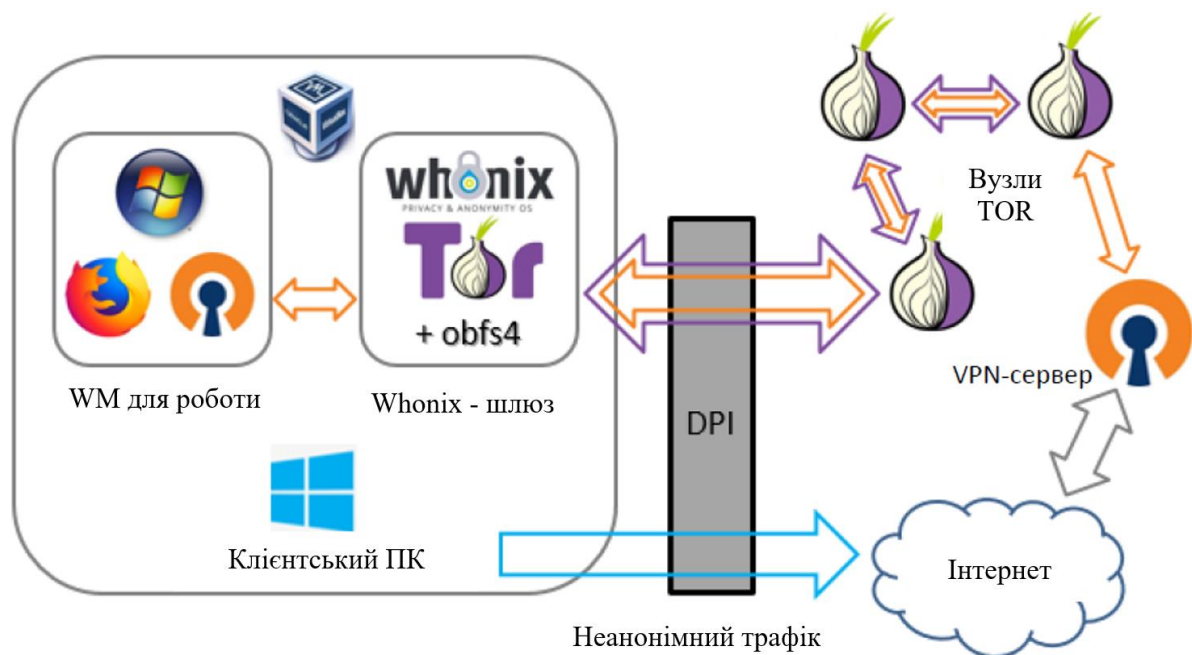 whonix
PRIVACY & ANONYMITY OS
Tor
+ obfs4
WM для роботи
Whonix - шлюз
Клієнтський ПК
DPI
Вузли
TOR
VPN-сервер
Інтернет
Неанонімний трафік